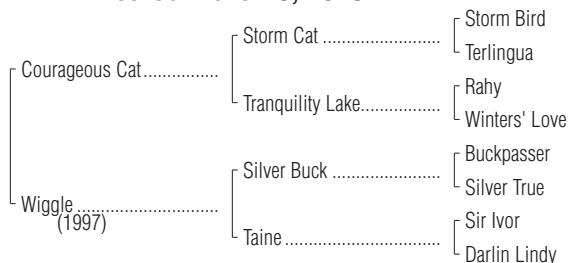 Storm Bird
Storm Cat
Terlingua
Courageous Cat
Rahy
Tranquility Lake
Winters' Love
Buckpasser
Silver Buck
Silver True
Wiggle
(1997)
Sir Ivor
Taine
Darlin Lindy